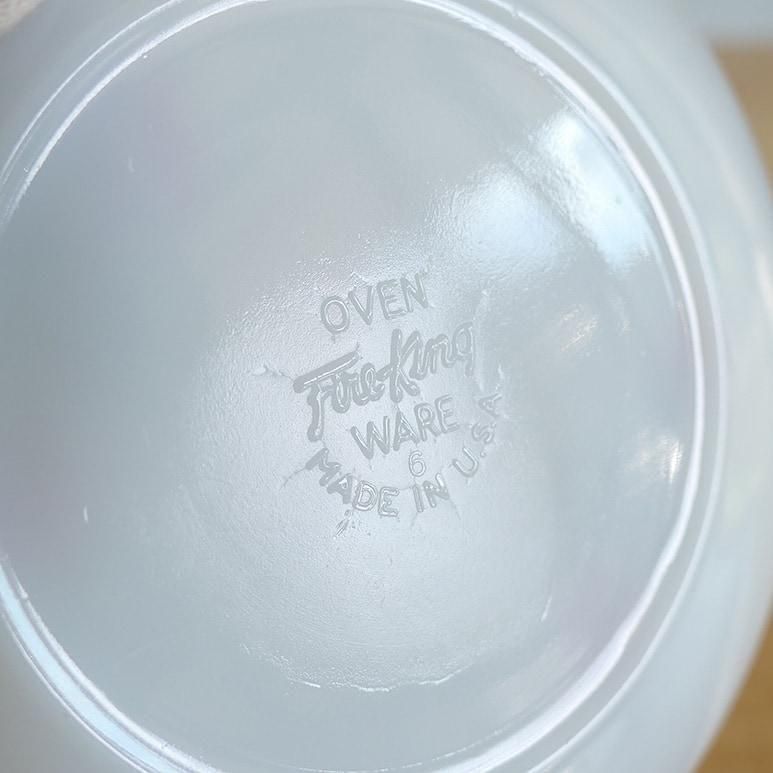 OVEN
Fire-King
WARE
6
MADE IN U.S.A